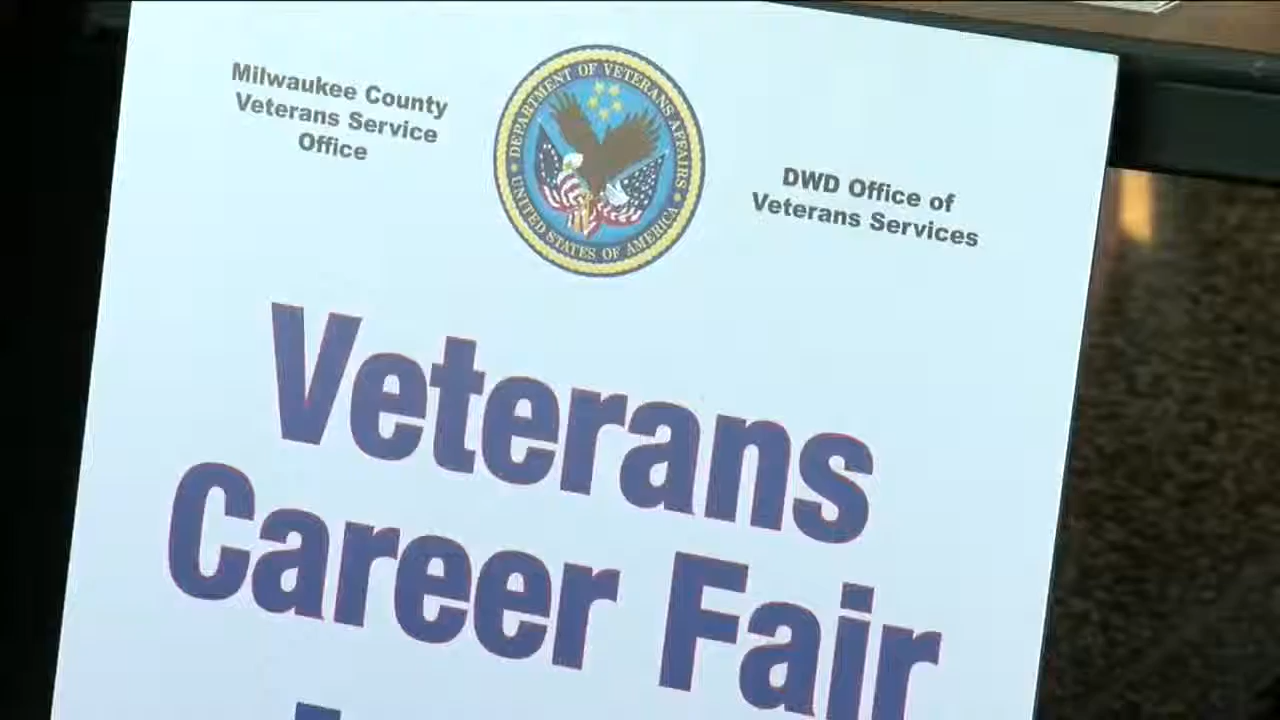 Milwaukee County
Veterans Service
Office
DEPARTMENT OF VETERANS AFFAIRS
UNITED STATES OF AMERICA
DWD Office of
Veterans Services
Veterans
Career Fair